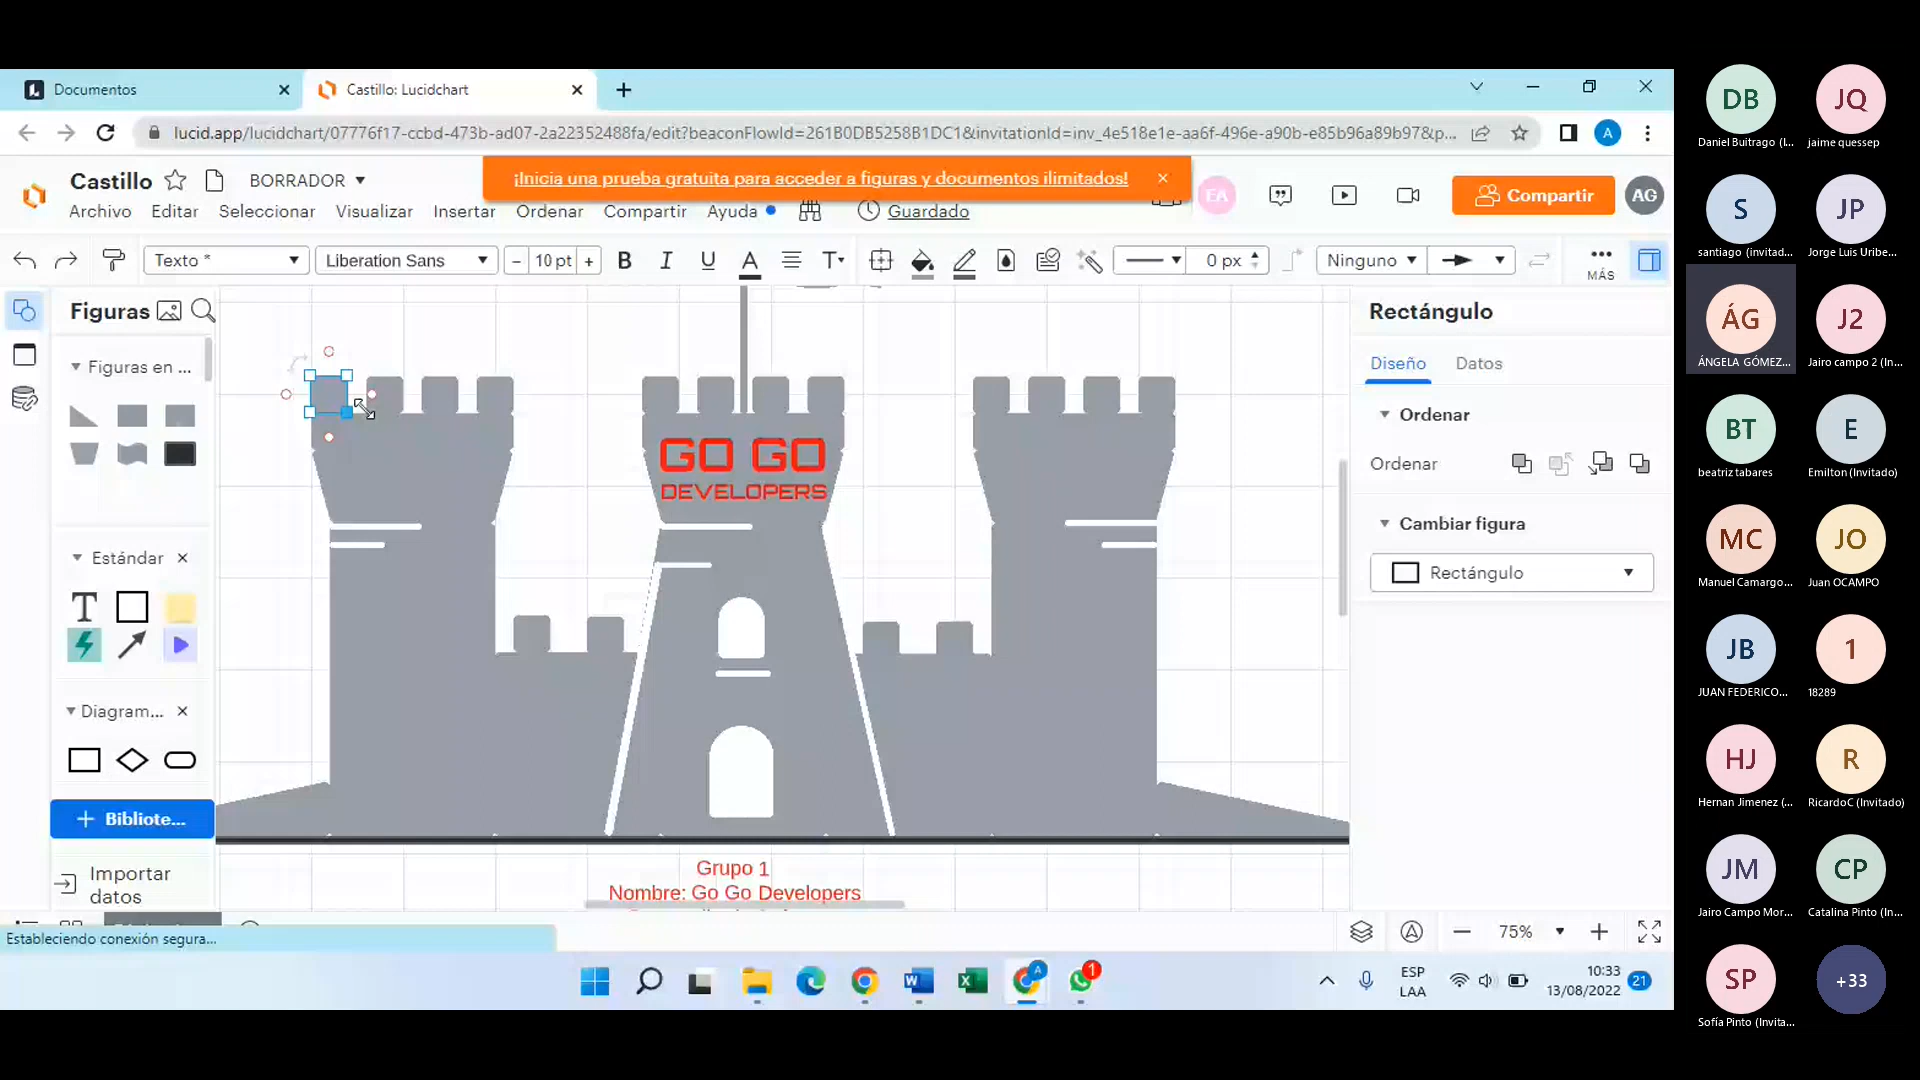 Documentos
Castillo: Lucidchart
lucid.app/lucidchart/07776f17-ccbd-473b-ad07-2a22352488fa/edit?beaconFlowId=261B0DB5258B1DC1&invitationId=inv_4e518e1e-aa6f-496e-a90b-e85b96a89b97&p...
A
Castillo
BORRADOR
¡Inicia una prueba gratuita para acceder a figuras y documentos ilimitados!
EA
Compartir
AG
Archivo
Editar
Seleccionar
Visualizar
Insertar
Ordenar
Compartir
Ayuda
Guardado
Texto *
Liberation Sans
10 pt
B
I
U
A
T
0 px
Ninguno
MÁS
Figuras
Figuras en ...
Estándar
T
Diagram...
Bibliote...
Importar
datos
GO GO
DEVELOPERS
Grupo 1
Nombre: Go Go Developers
Rectángulo
Diseño
Datos
Ordenar
Ordenar
Cambiar figura
Rectángulo
75%
Estableciendo conexión segura...
A
1
ESP
LAA
10:33
13/08/2022
21
DB
Daniel Buitrago (I...
JQ
jaime quessep
S
santiago (invitad...
JP
Jorge Luis Uribe...
ÁG
ÁNGELA GÓMEZ...
J2
Jairo campo 2 (In...
BT
beatriz tabares
E
Emilton (Invitado)
MC
Manuel Camargo...
JO
Juan OCAMPO
JB
JUAN FEDERICO...
1
18289
HJ
Hernan Jimenez (...
R
RicardoC (Invitado)
JM
Jairo Campo Mor...
CP
Catalina Pinto (In...
SP
Sofía Pinto (Invita...
+33